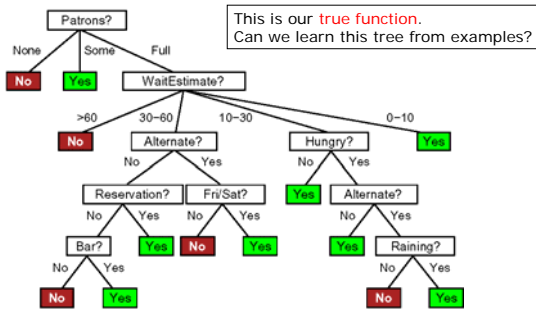 Patrons?
This is our true function.
Can we learn this tree from examples?
None Some Full
No Yes WaitEstimate?
>60 30–60 10–30 0–10
No Alternate? Hungry? Yes
No Yes No Yes
Reservation? Fri/Sat? Yes Alternate?
No Yes No Yes No Yes
Bar? Yes No Yes Yes Raining?
No Yes No Yes
No Yes No Yes